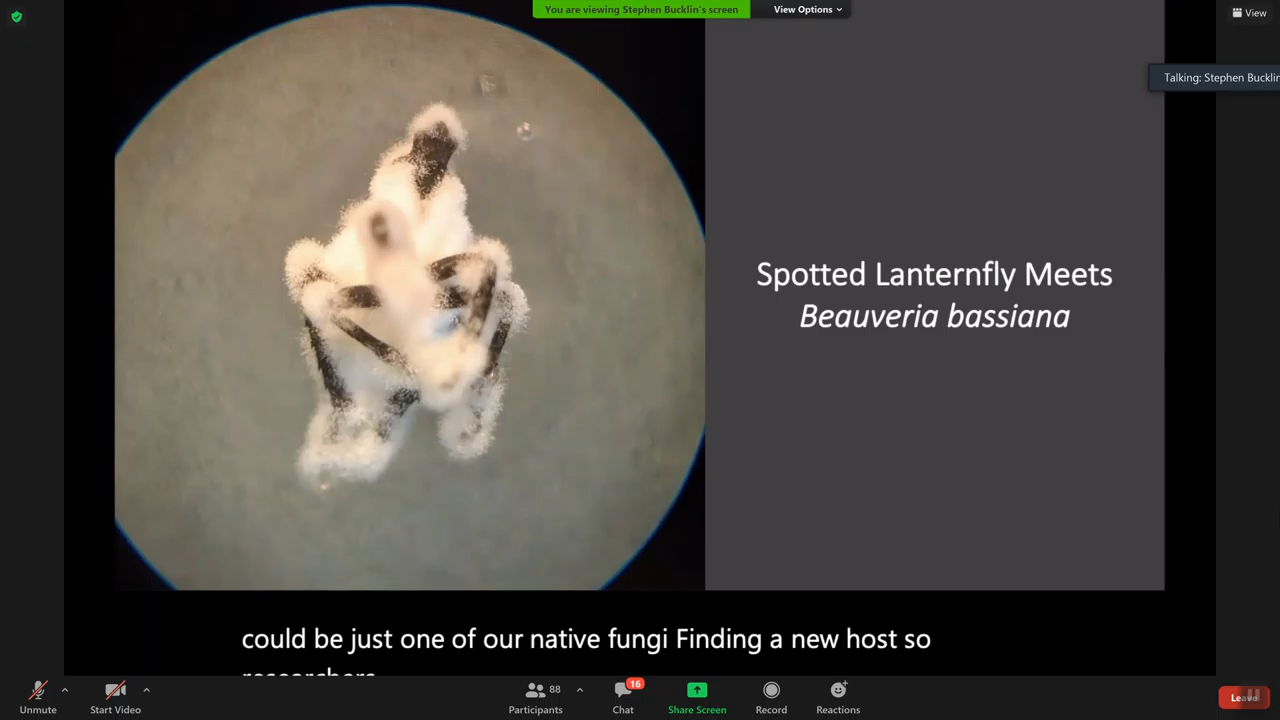 You are viewing Stephen Bucklin's screen
View Options
View
Talking: Stephen Bucklin
Spotted Lanternfly Meets
Beauveria bassiana
could be just one of our native fungi Finding a new host so
researchers
Unmute
Start Video
88
Participants
16
Chat
Share Screen
Record
Reactions
Leave